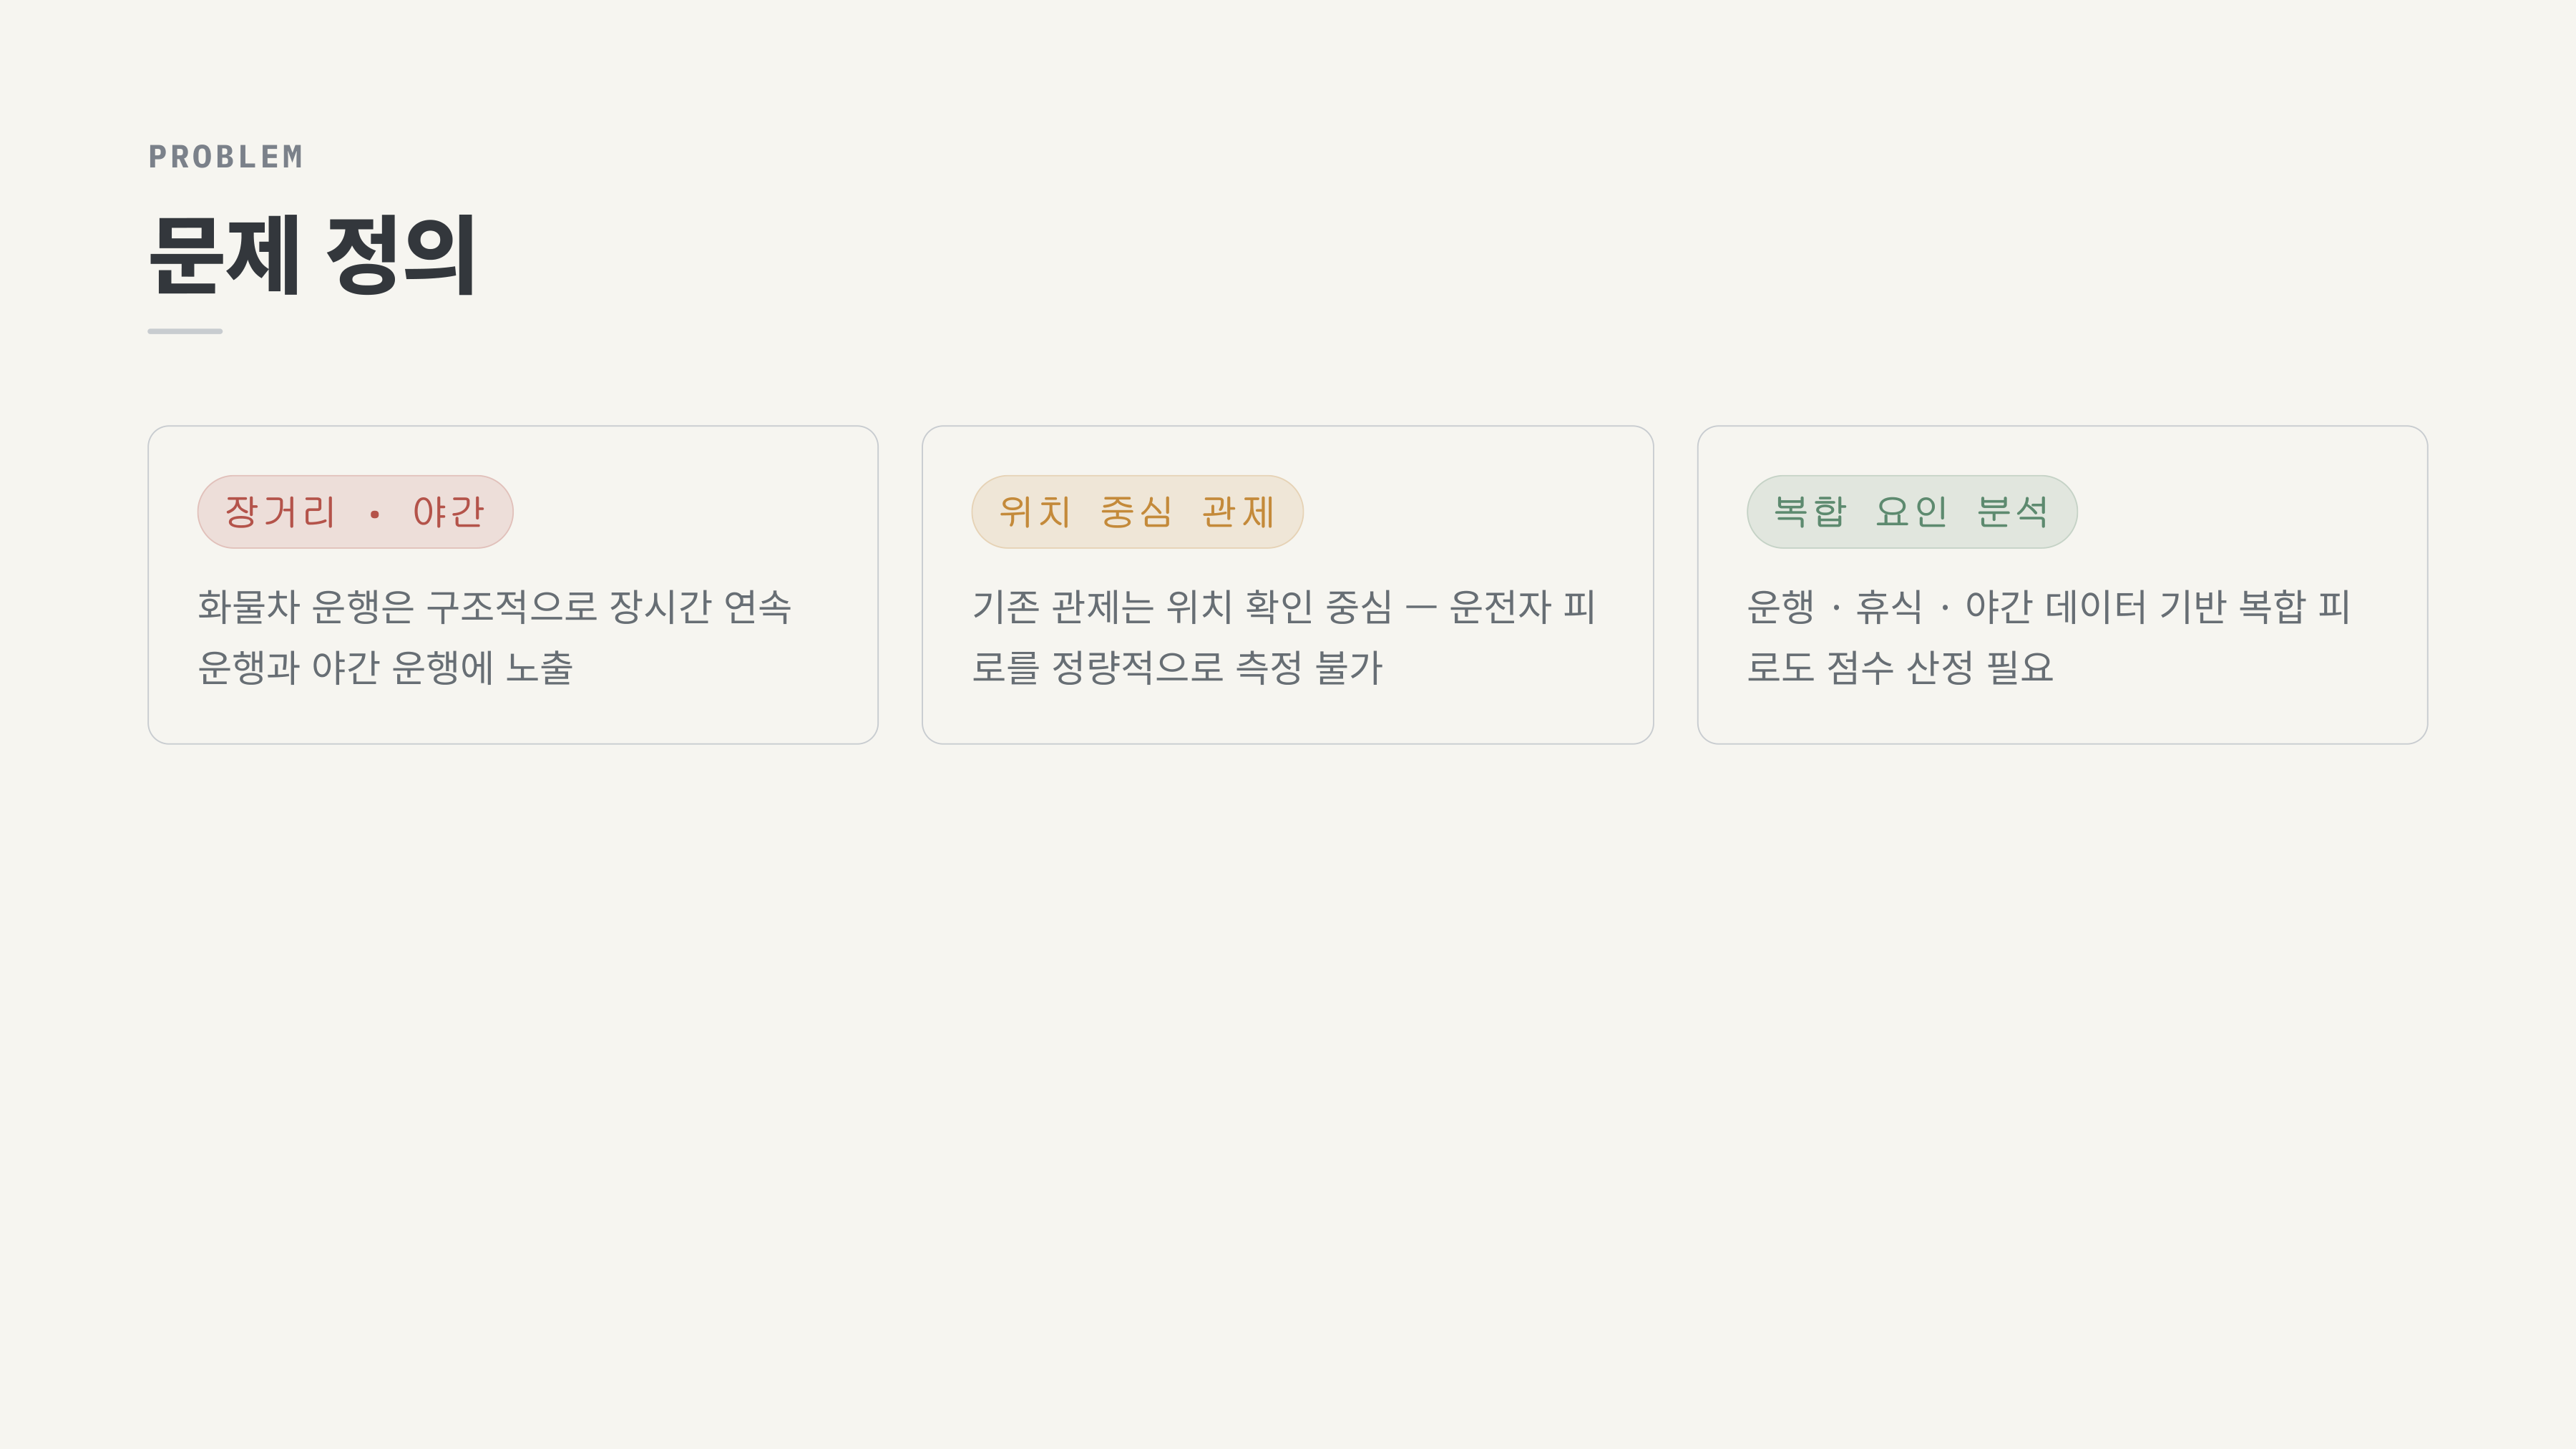 PROBLEM
문제 정의
장거리 · 야간
화물차 운행은 구조적으로 장시간 연속
운행과 야간 운행에 노출
위치 중심 관제
기존 관제는 위치 확인 중심 — 운전자 피
로를 정량적으로 측정 불가
복합 요인 분석
운행 · 휴식 · 야간 데이터 기반 복합 피
로도 점수 산정 필요